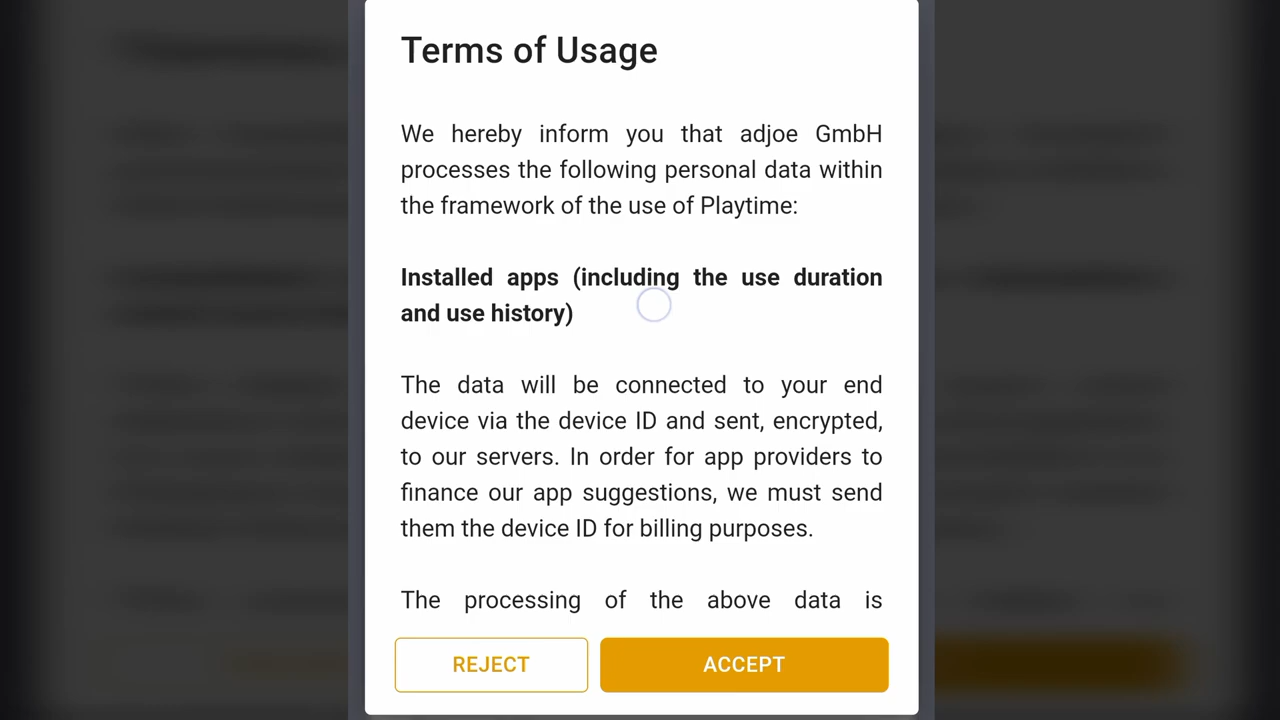 Terms of Usage
We hereby inform you that adjoe GmbH
processes the following personal data within
the framework of the use of Playtime:
Installed apps (including the use duration
and use history)
The data will be connected to your end
device via the device ID and sent, encrypted,
to our servers. In order for app providers to
finance our app suggestions, we must send
them the device ID for billing purposes.
The processing of the above data is
REJECT
ACCEPT